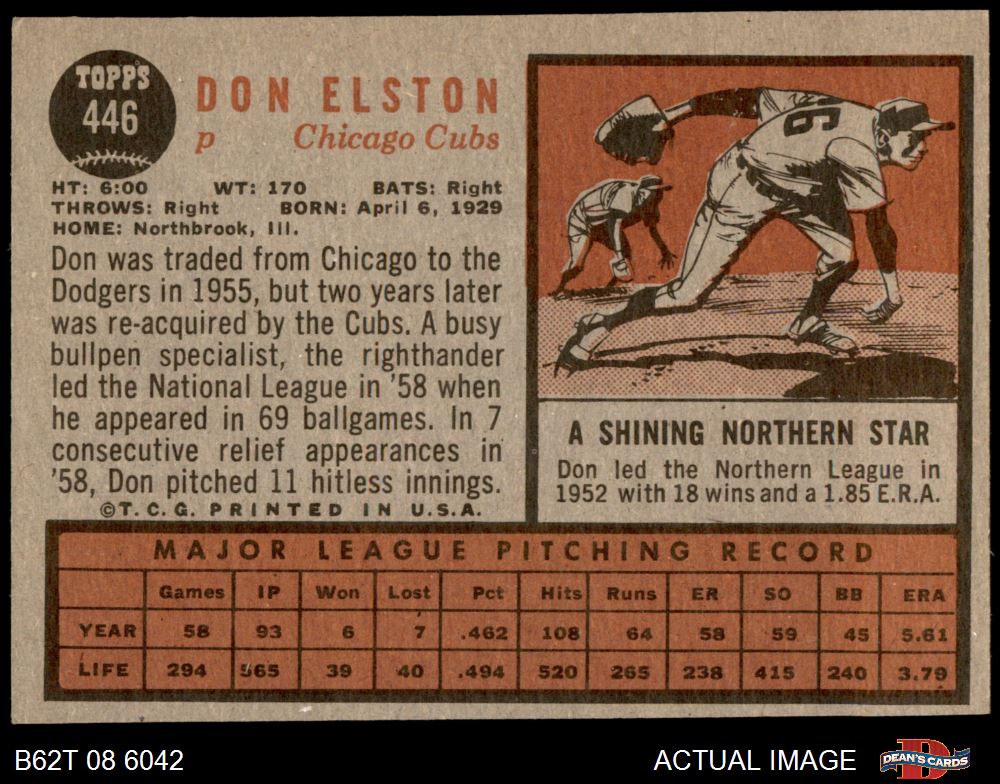 TOPPS
446
DON ELSTON
p Chicago Cubs
HT: 6:00 WT: 170 BATS: Right
THROWS: Right BORN: April 6, 1929
HOME: Northbrook, Ill.
Don was traded from Chicago to the
Dodgers in 1955, but two years later
was re-acquired by the Cubs. A busy
bullpen specialist, the righthander
led the National League in '58 when
he appeared in 69 ballgames. In 7
consecutive relief appearances in
'58, Don pitched 11 hitless innings.
©T.C.G. PRINTED IN U.S.A.
A SHINING NORTHERN STAR
Don led the Northern League in
1952 with 18 wins and a 1.85 E.R.A.
MAJOR LEAGUE PITCHING RECORD
Games IP Won Lost Pct Hits Runs ER SO BB ERA
YEAR 58 93 6 7 .462 108 64 58 59 45 5.61
LIFE 294 565 39 40 .494 520 265 238 415 240 3.79
B62T 08 6042 ACTUAL IMAGE DEAN'S CARDS